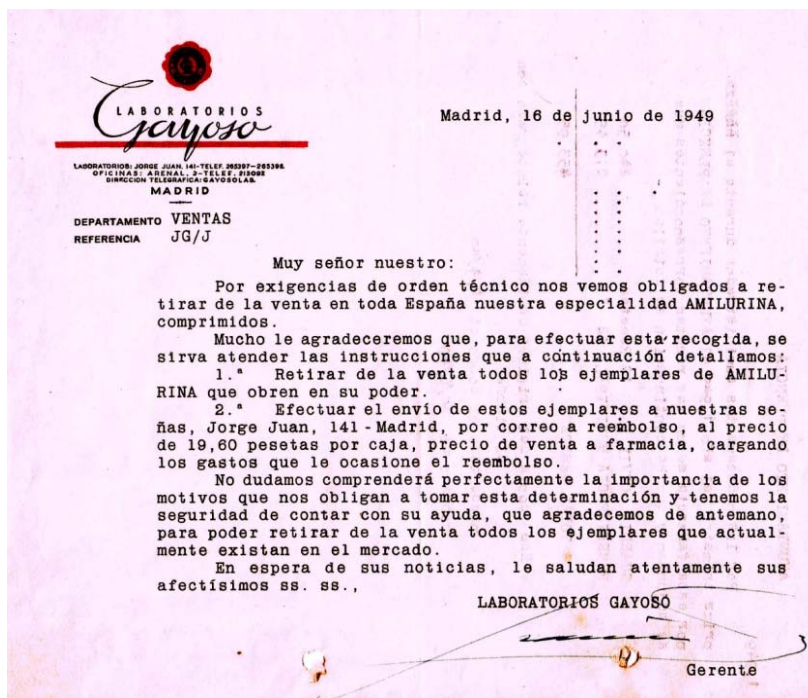 LABORATORIOS
Gayoso
LABORATORIOS: JORGE JUAN, 141-TELEF. 265397-265398
OFICINAS: ARENAL, 2-TELEF. 213092
DIRECCION TELEGRAFICA: GAYOSOLAB.
MADRID
Madrid, 16 de junio de 1949
DEPARTAMENTO VENTAS
REFERENCIA JG/J
Muy señor nuestro:
Por exigencias de orden técnico nos vemos obligados a re-
tirar de la venta en toda España nuestra especialidad AMILURINA,
comprimidos.
Mucho le agradeceremos que, para efectuar esta recogida, se
sirva atender las instrucciones que a continuación detallamos:
1.ª Retirar de la venta todos los ejemplares de AMILU-
RINA que obren en su poder.
2.ª Efectuar el envío de estos ejemplares a nuestras se-
ñas, Jorge Juan, 141 - Madrid, por correo a reembolso, al precio
de 19,60 pesetas por caja, precio de venta a farmacia, cargando
los gastos que le ocasione el reembolso.
No dudamos comprenderá perfectamente la importancia de los
motivos que nos obligan a tomar esta determinación y tenemos la
seguridad de contar con su ayuda, que agradecemos de antemano,
para poder retirar de la venta todos los ejemplares que actual-
mente existan en el mercado.
En espera de sus noticias, le saludan atentamente sus
afectísimos ss. ss.,
LABORATORIOS GAYOSO
Gerente